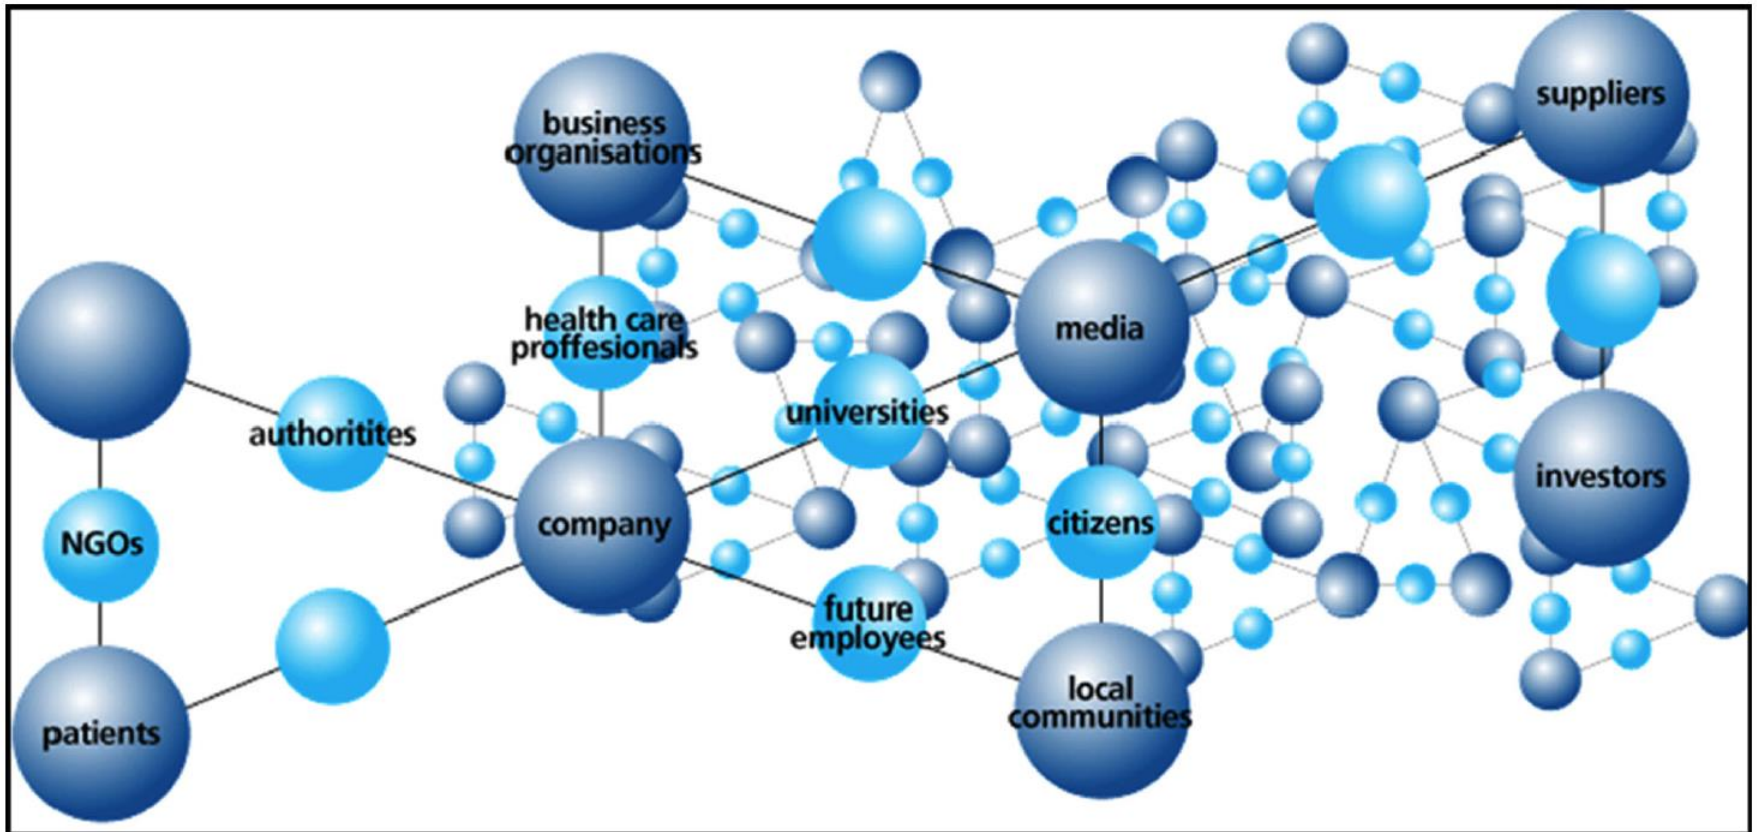 suppliers
business
organisations
health care
proffesionals
media
universities
authoritites
investors
company
citizens
NGOs
future
employees
local
communities
patients